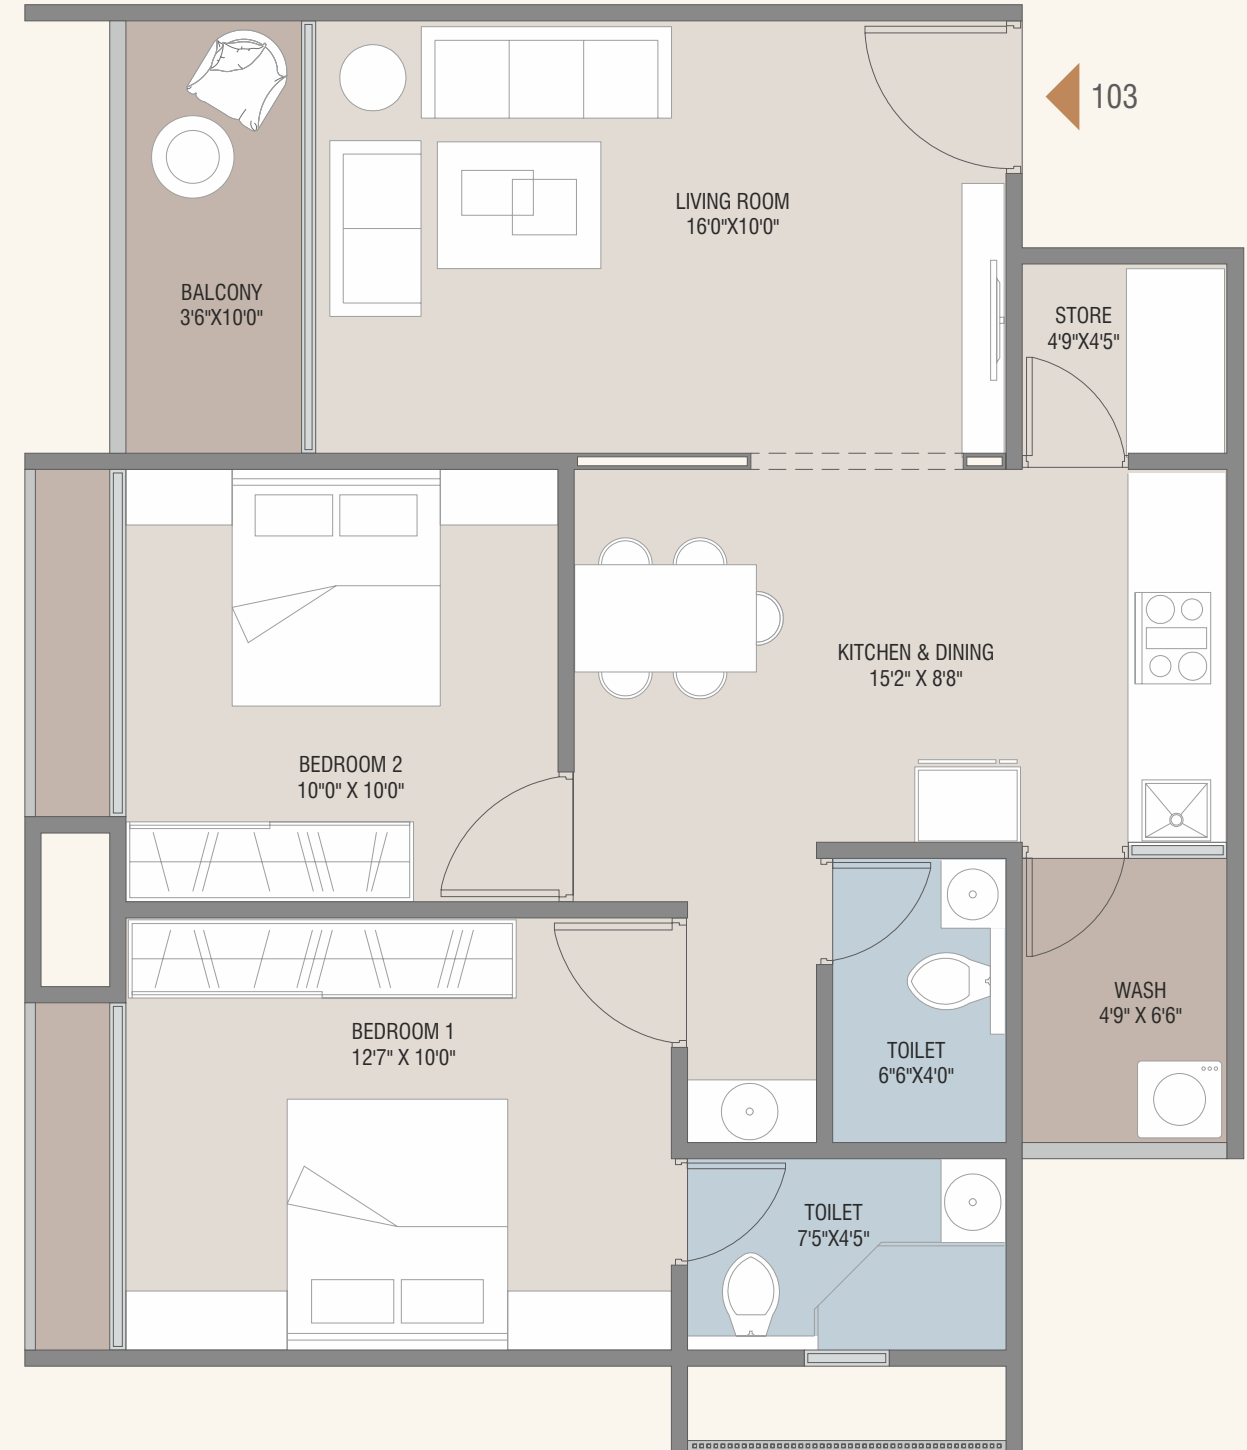 103
LIVING ROOM
16'0"X10'0"
BALCONY
3'6"X10'0"
STORE
4'9"X4'5"
KITCHEN & DINING
15'2" X 8'8"
BEDROOM 2
10"0" X 10'0"
WASH
4'9" X 6'6"
BEDROOM 1
12'7" X 10'0"
TOILET
6"6"X4'0"
TOILET
7'5"X4'5"